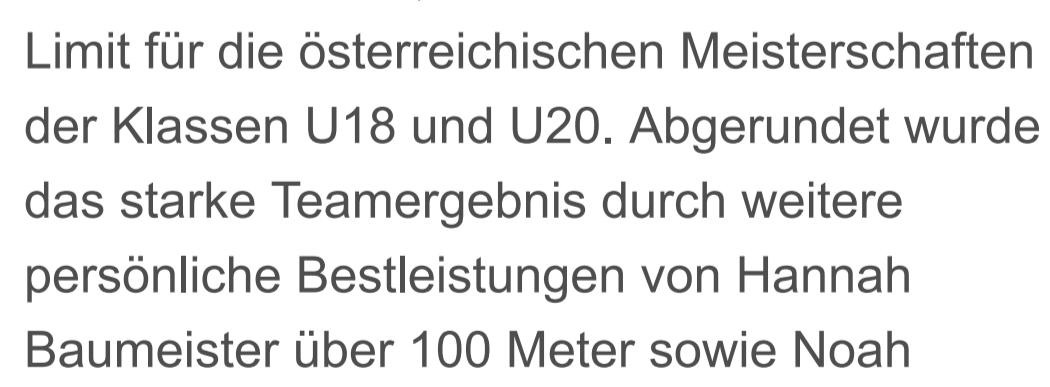 Limit für die österreichischen Meisterschaften
der Klassen U18 und U20. Abgerundet wurde
das starke Teamergebnis durch weitere
persönliche Bestleistungen von Hannah
Baumeister über 100 Meter sowie Noah